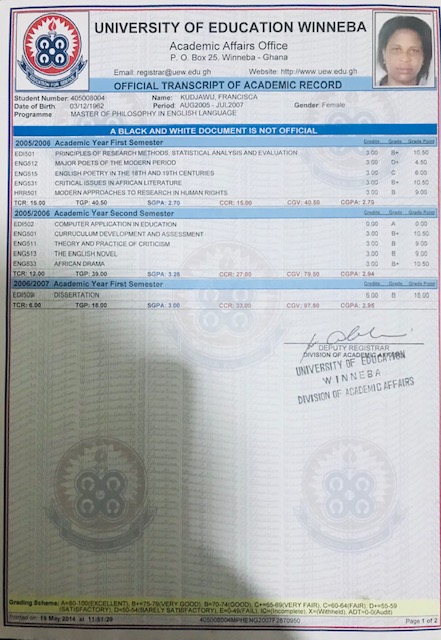 UNIVERSITY OF EDUCATION WINNEBA
Academic Affairs Office
P. O. Box 25, Winneba - Ghana
Email: registrar@uew.edu.gh Website: http://www.uew.edu.gh
OFFICIAL TRANSCRIPT OF ACADEMIC RECORD
Student Number: 405008004 Name: KUDJAWU, FRANCISCA
Date of Birth 03/12/1962 Period: AUG2005 - JUL2007 Gender: Female
Programme MASTER OF PHILOSOPHY IN ENGLISH LANGUAGE
A BLACK AND WHITE DOCUMENT IS NOT OFFICIAL
2005/2006 Academic Year First Semester Credits Grade Grade Point
EDI501 PRINCIPLES OF RESEARCH METHODS, STATISTICAL ANALYSIS AND EVALUATION 3.00 B+ 10.50
ENG512 MAJOR POETS OF THE MODERN PERIOD 3.00 D+ 4.50
ENG515 ENGLISH POETRY IN THE 18TH AND 19TH CENTURIES 3.00 C 6.00
ENG531 CRITICAL ISSUES IN AFRICAN LITERATURE 3.00 B+ 10.50
HRR501 MODERN APPROACHES TO RESEARCH IN HUMAN RIGHTS 3.00 B 9.00
TCR: 15.00 TGP: 40.50 SGPA: 2.70 CCR: 15.00 CGV: 40.50 CGPA: 2.70
2005/2006 Academic Year Second Semester Credits Grade Grade Point
EDI502 COMPUTER APPLICATION IN EDUCATION 0.00 A 0.00
ENG501 CURRICULUM DEVELOPMENT AND ASSESSMENT 3.00 B+ 10.50
ENG511 THEORY AND PRACTICE OF CRITICISM 3.00 B 9.00
ENG513 THE ENGLISH NOVEL 3.00 B 9.00
ENG533 AFRICAN DRAMA 3.00 B+ 10.50
TCR: 12.00 TGP: 39.00 SGPA: 3.25 CCR: 27.00 CGV: 79.50 CGPA: 2.94
2006/2007 Academic Year First Semester Credits Grade Grade Point
EDI509 DISSERTATION 6.00 B 18.00
TCR: 6.00 TGP: 18.00 SGPA: 3.00 CCR: 33.00 CGV: 97.50 CGPA: 2.95
DEPUTY REGISTRAR
DIVISION OF ACADEMIC AFFAIRS
UNIVERSITY OF EDUCATION
WINNEBA
DIVISION OF ACADEMIC AFFAIRS
Grading Scheme: A=80-100(EXCELLENT), B+=75-79(VERY GOOD), B=70-74(GOOD), C+=65-69(VERY FAIR), C=60-64(FAIR), D+=55-59
(SATISFACTORY), D=50-54(BARELY SATISFACTORY), E=0-49(FAIL), IC=(Incomplete), X=(Withheld), ADT=0-0(Audit)
Printed on: 19 May 2014 at 11:51:29 405008004MPHENG2007F2870950 Page 1 of 2